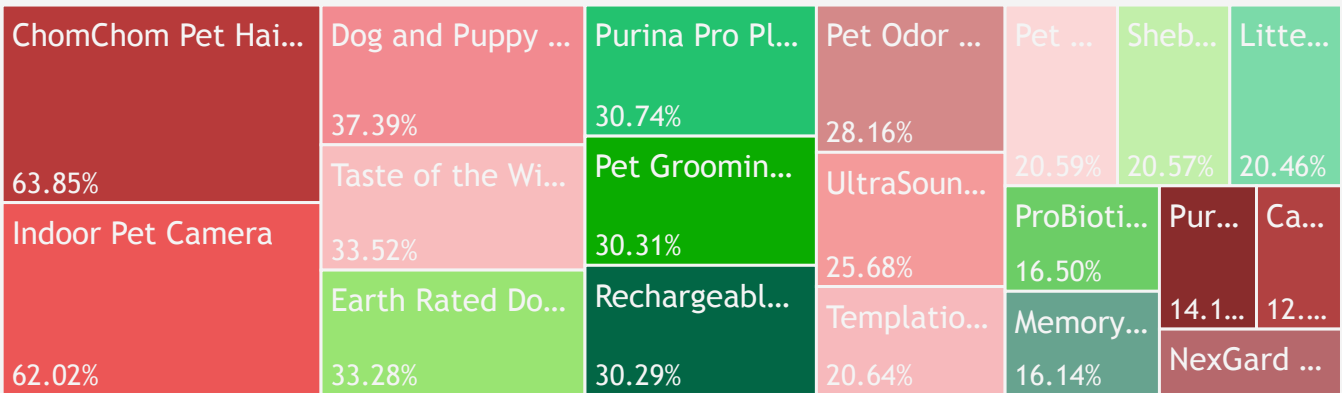 ChomChom Pet Hai...
63.85%
Indoor Pet Camera
62.02%
Dog and Puppy ...
37.39%
Taste of the Wi...
33.52%
Earth Rated Do...
33.28%
Purina Pro Pl...
30.74%
Pet Groomin...
30.31%
Rechargeabl...
30.29%
Pet Odor ...
28.16%
UltraSoun...
25.68%
Templatio...
20.64%
Pet ...
20.59%
Sheb...
20.57%
Litte...
20.46%
ProBioti...
16.50%
Memory...
16.14%
Pur...
14.1...
Ca...
12....
NexGard ...